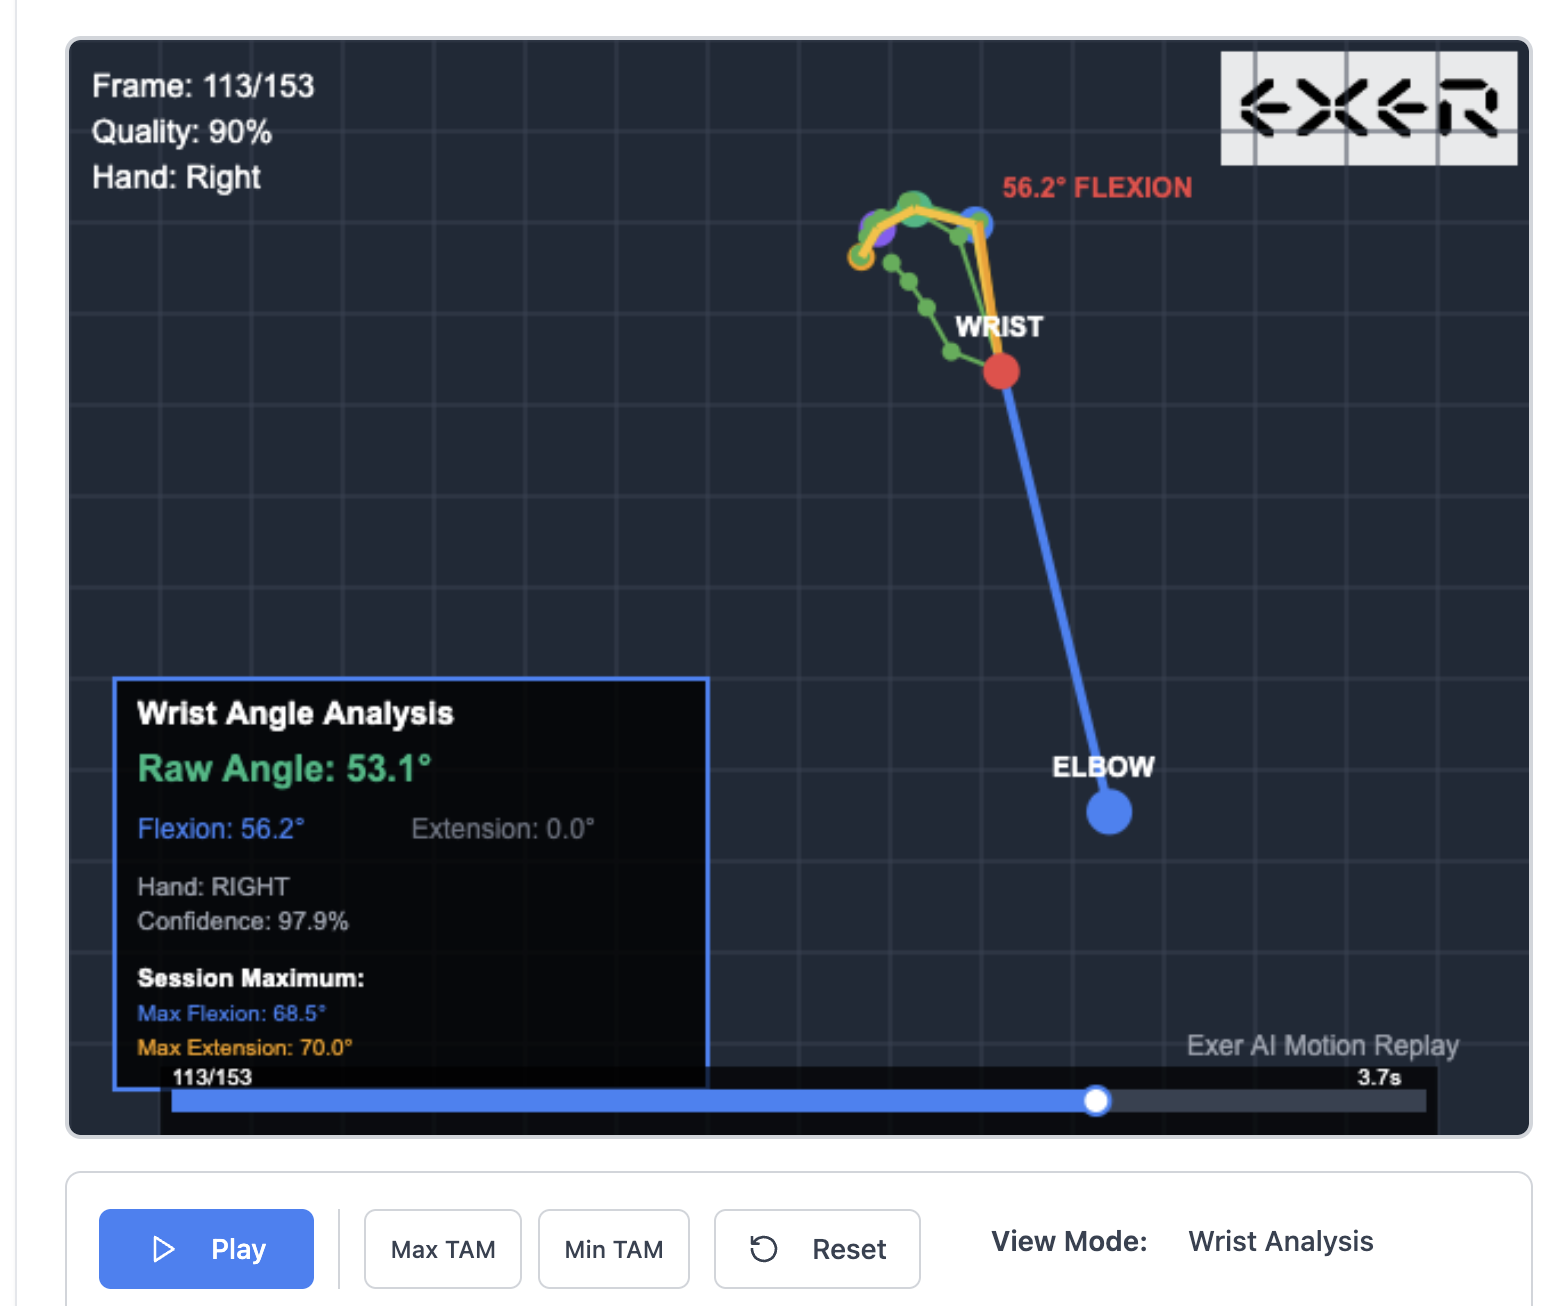 Frame: 113/153
Quality: 90%
Hand: Right
EXER
56.2° FLEXION
WRIST
ELBOW
Wrist Angle Analysis
Raw Angle: 53.1°
Flexion: 56.2° Extension: 0.0°
Hand: RIGHT
Confidence: 97.9%
Session Maximum:
Max Flexion: 68.5°
Max Extension: 70.0°
Exer AI Motion Replay
113/153 3.7s
Play Max TAM Min TAM Reset View Mode: Wrist Analysis